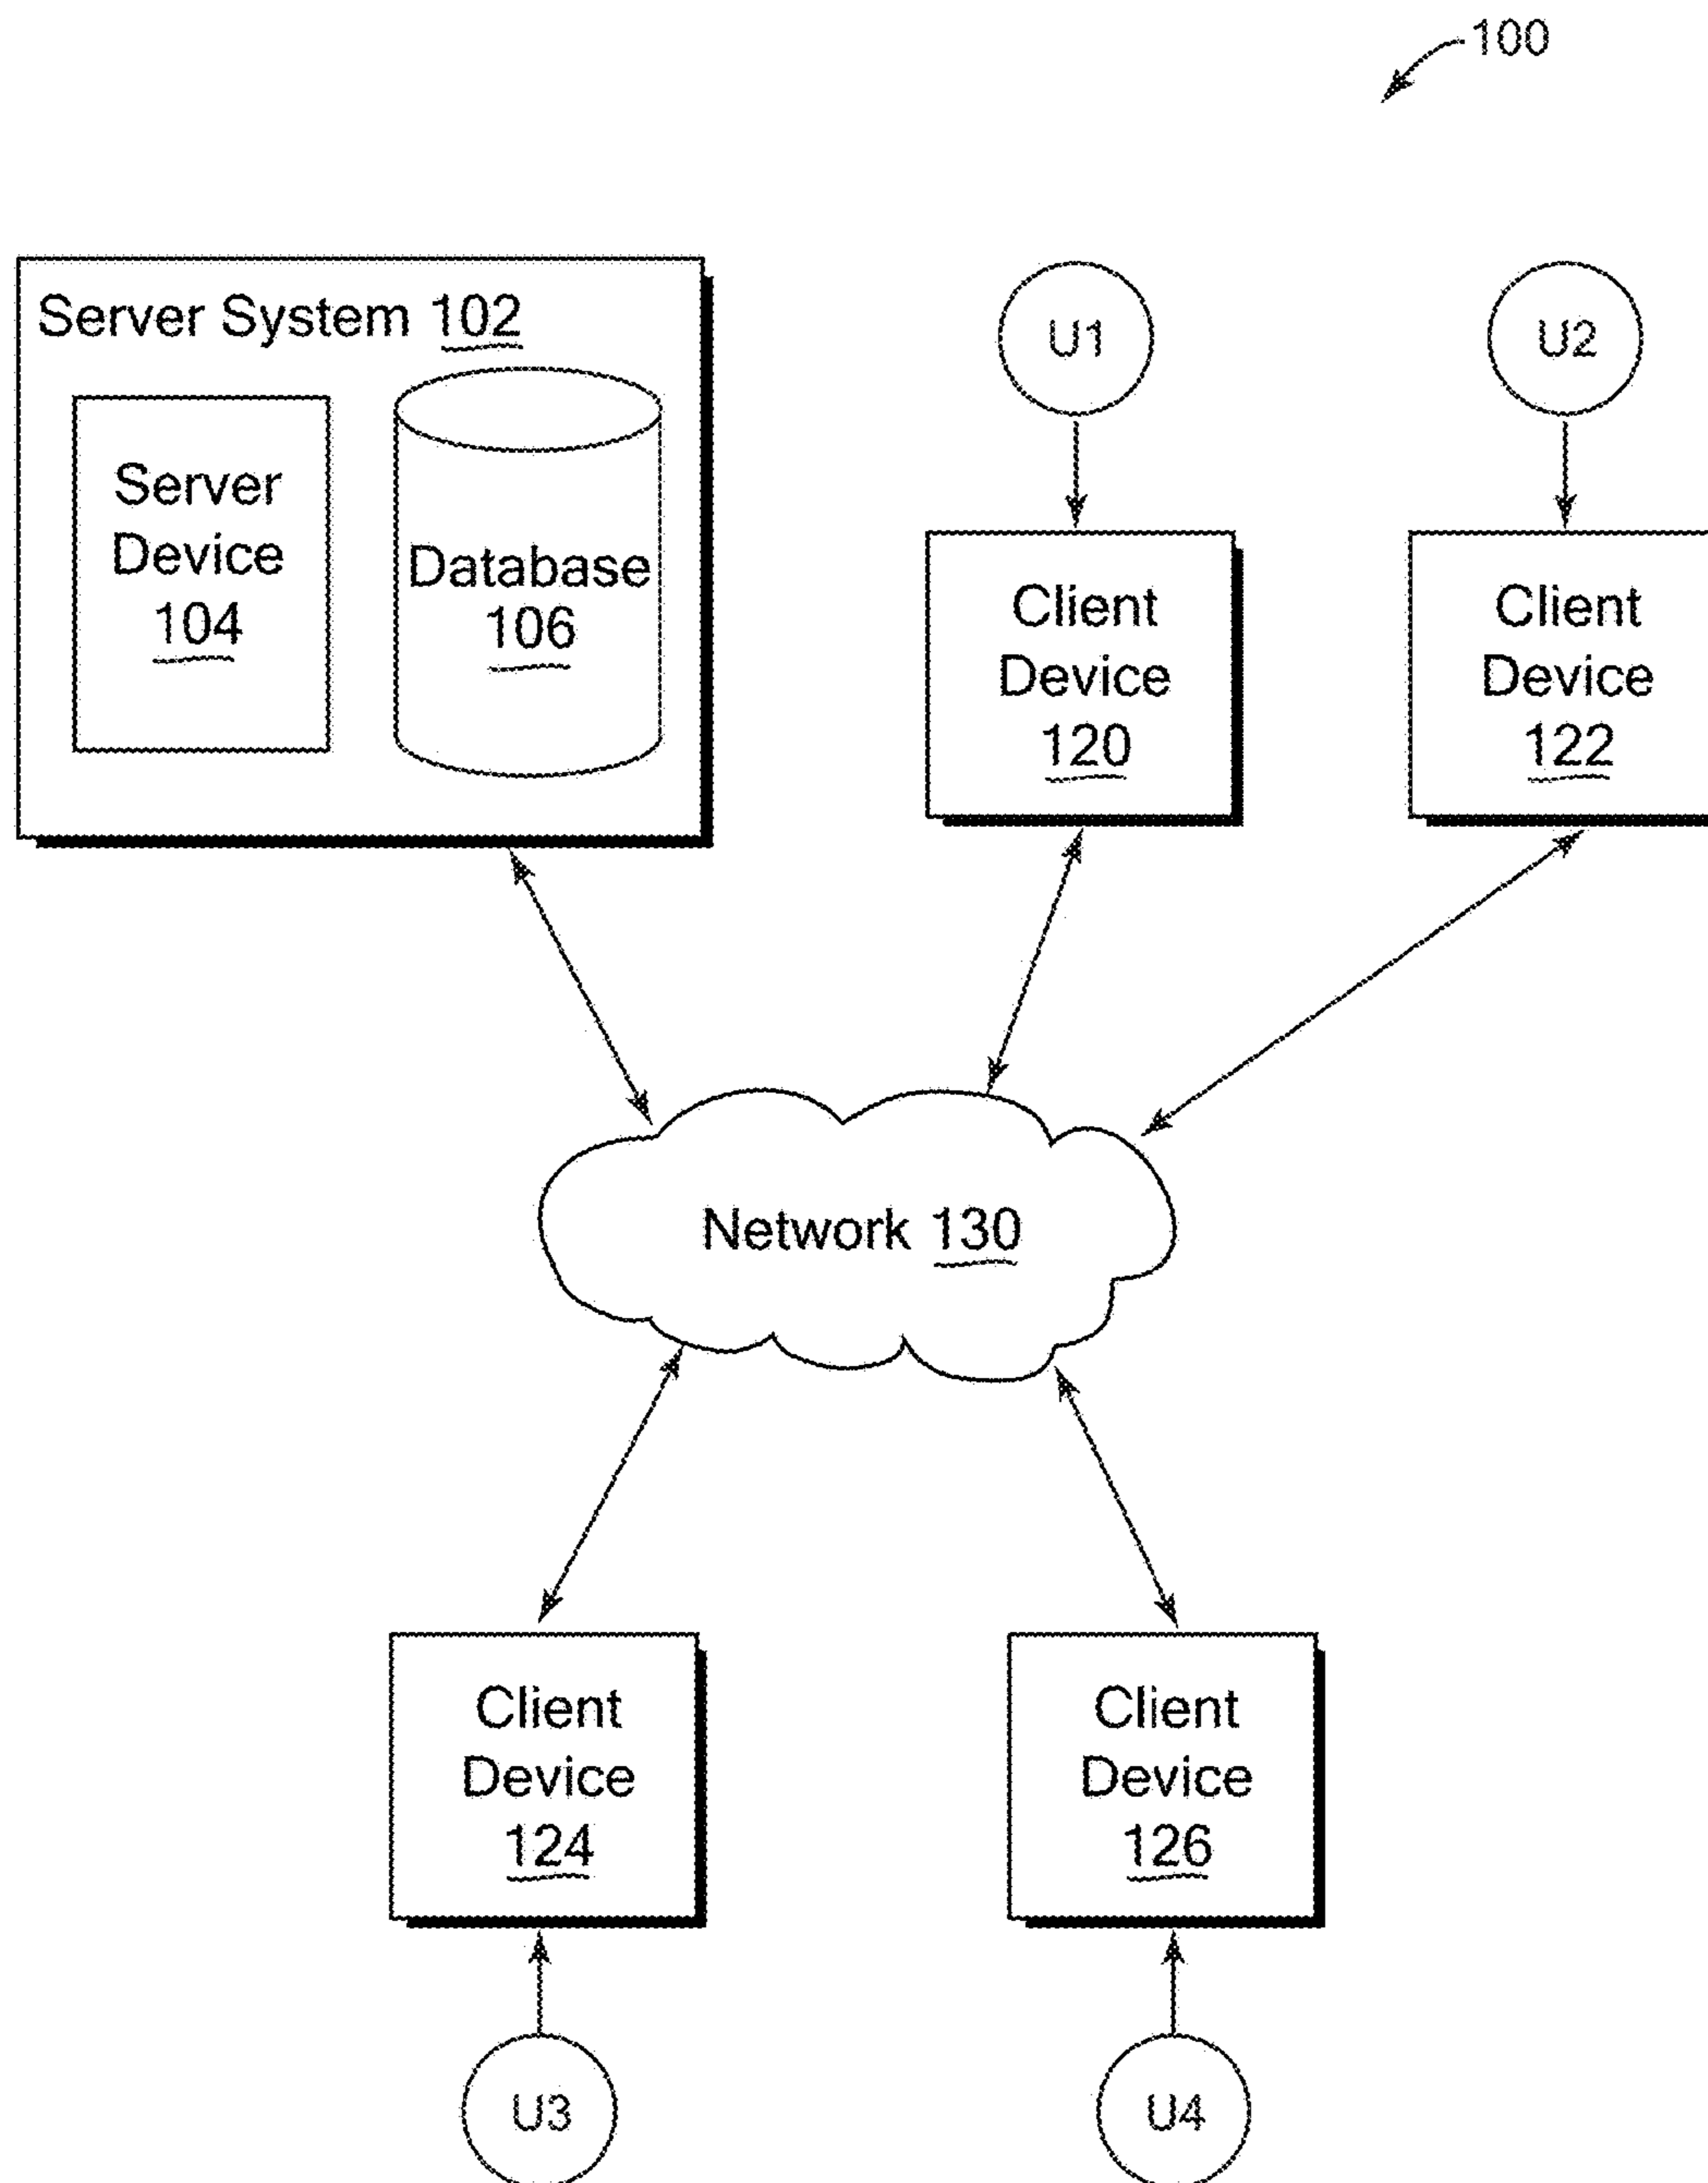 100
Server System 102
Server
Device
104
Database
106
U1
U2
Client
Device
120
Client
Device
122
Network 130
Client
Device
124
Client
Device
126
U3
U4